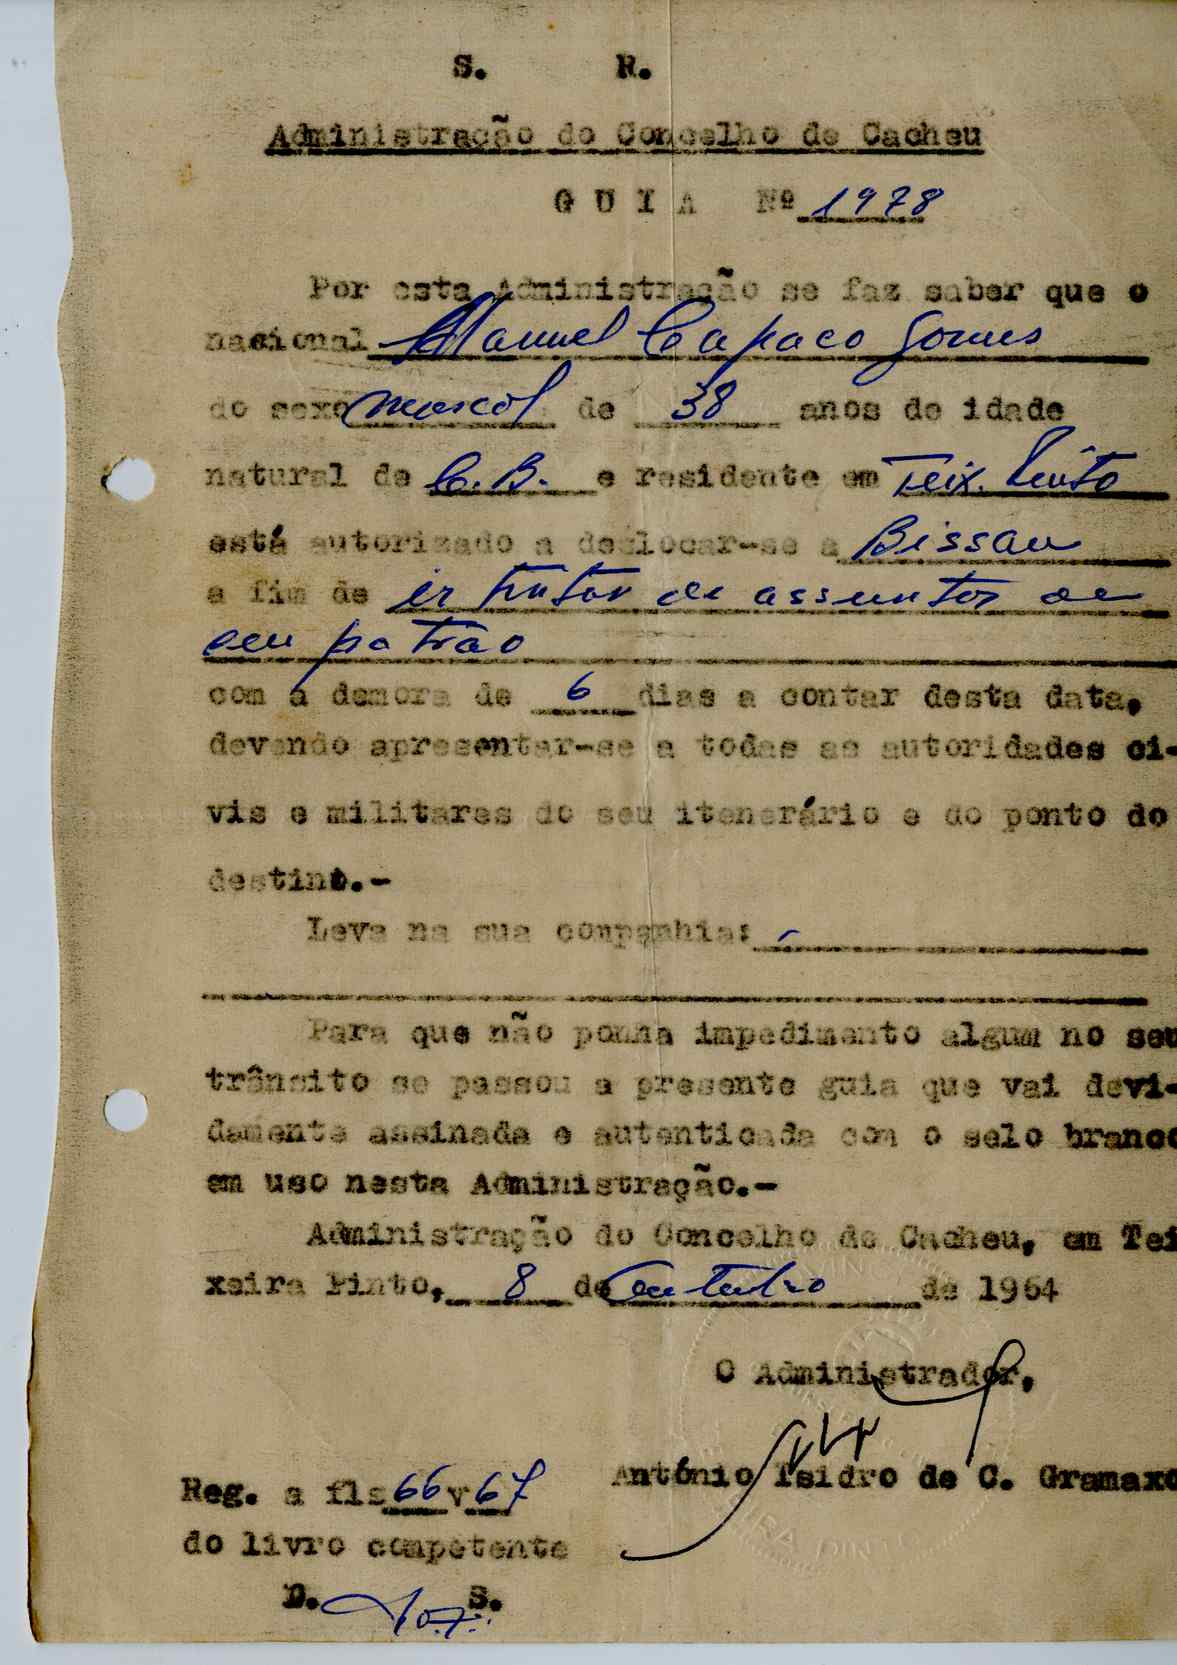 S. R.
Administração do Concelho de Cacheu
G U I A Nº 1978
Por esta Administração se faz saber que o
nacional Manuel Capaco Gomes
do sexo mascol de 38 anos de idade
natural de C.B. e residente em Teix. Pinto
está autorizado a deslocar-se a Bissau
a fim de ir tratar de assuntos de
seu patrão
com a demora de 6 dias a contar desta data,
devendo apresentar-se a todas as autoridades ci-
vis e militares do seu itenerário e do ponto do
destino.-
Leva na sua companhia: -
Para que não ponha impedimento algum no seu
trânsito se passou a presente guia que vai devi-
damente assinada e autenticada com o selo branco
em uso nesta Administração.-
Administração do Concelho de Cacheu, em Tei
xeira Pinto, 8 de Outubro de 1964
O Administrador,
António Isidro de C. Gramaxo
Reg. a fls 66 v 67
do livro competente
D. S.